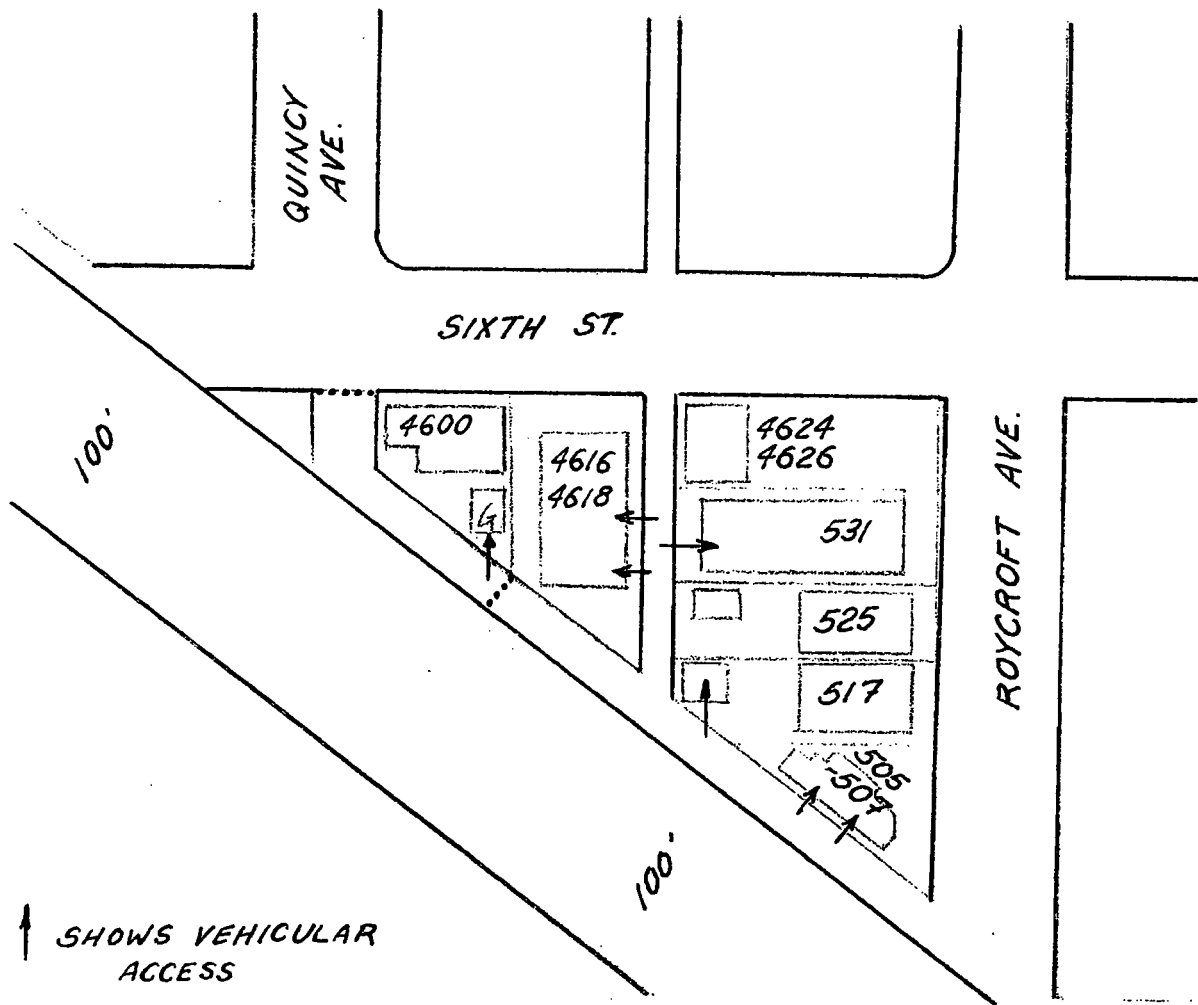 QUINCY
AVE.
SIXTH ST.
100'
4600
4616
4618
G
4624
4626
531
525
517
505
-507
ROYCROFT AVE.
100'
SHOWS VEHICULAR
ACCESS